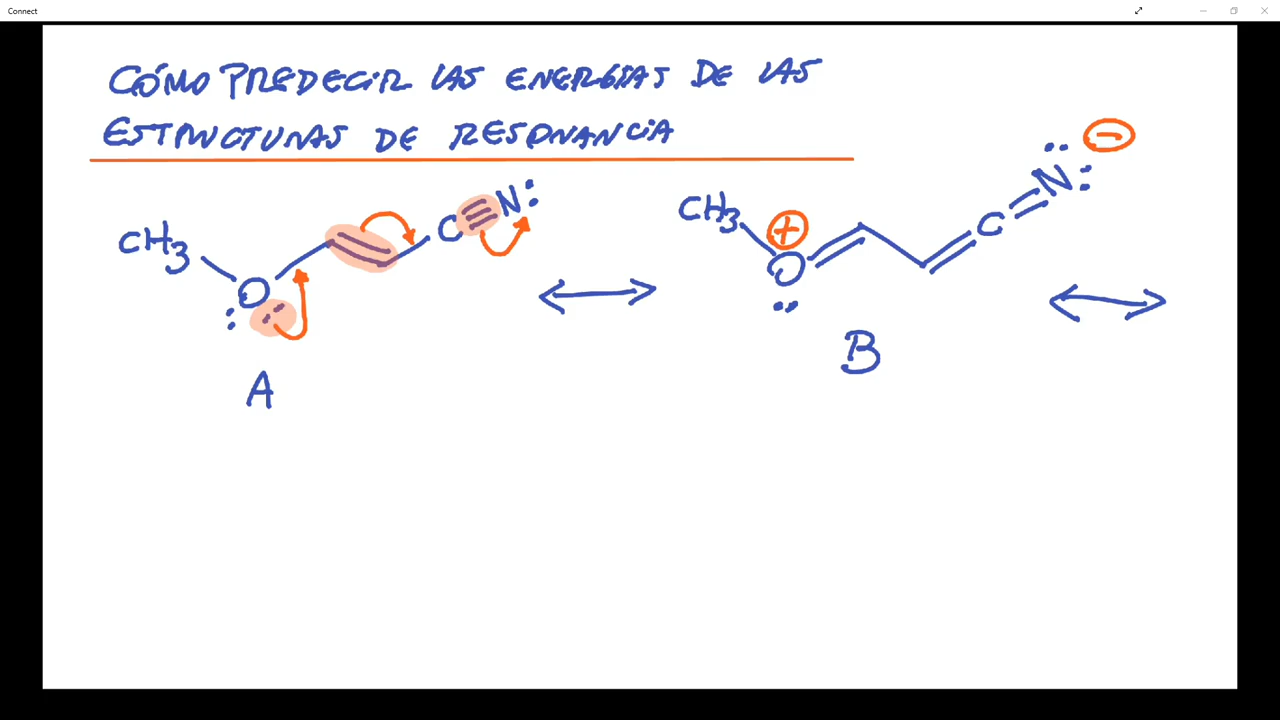 Connect
CÓMO PREDECIR LAS ENERGÍAS DE LAS
ESTRUCTURAS DE RESONANCIA
CH3 O C N
CH3 + O C N −
A
B